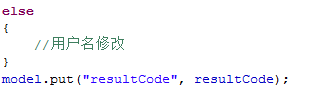 else
{
//用户名修改
}
model.put("resultCode", resultCode);